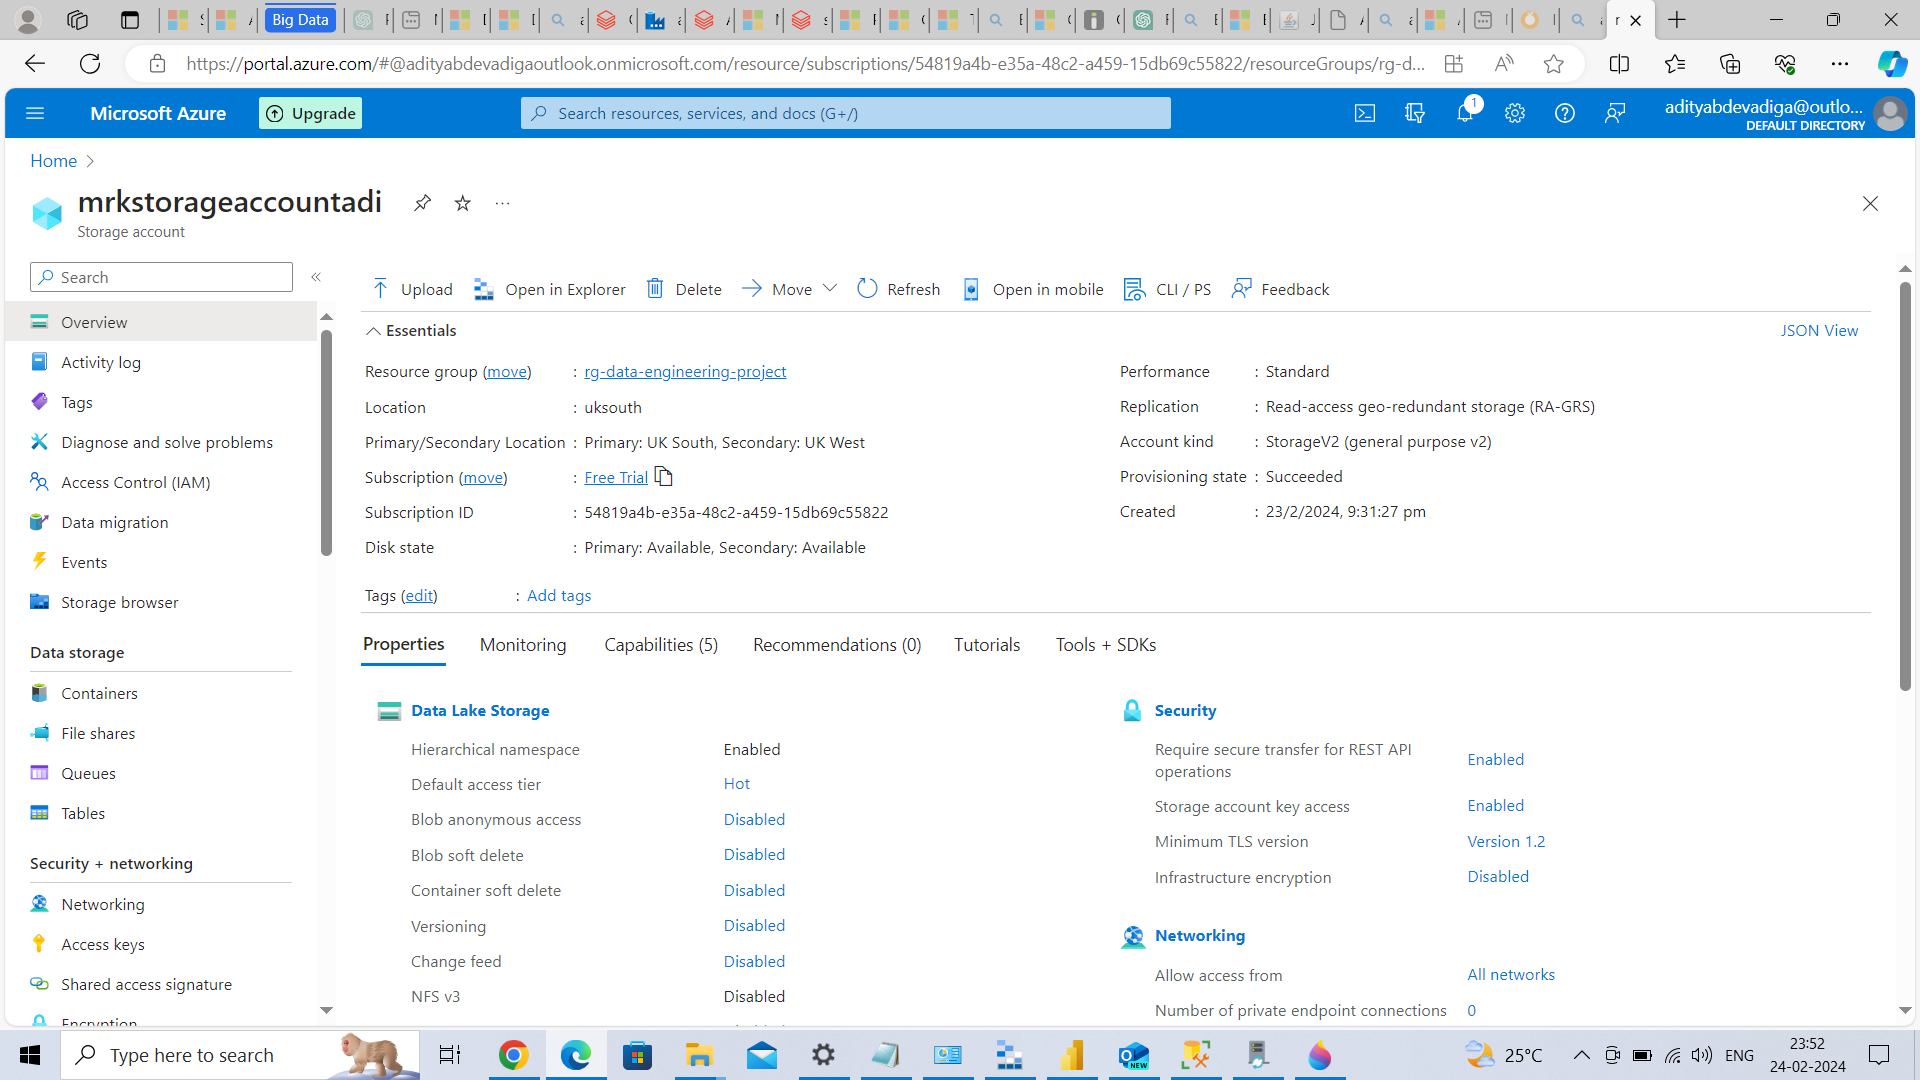 Big Data
https://portal.azure.com/#@adityabdevadigaoutlook.onmicrosoft.com/resource/subscriptions/54819a4b-e35a-48c2-a459-15db69c55822/resourceGroups/rg-d...
Microsoft Azure
Upgrade
Search resources, services, and docs (G+/)
1
adityabdevadiga@outlo...
DEFAULT DIRECTORY
Home
mrkstorageaccountadi
Storage account
Search
Overview
Activity log
Tags
Diagnose and solve problems
Access Control (IAM)
Data migration
Events
Storage browser
Data storage
Containers
File shares
Queues
Tables
Security + networking
Networking
Access keys
Shared access signature
Encryption
Upload Open in Explorer Delete Move Refresh Open in mobile CLI / PS Feedback
Essentials
JSON View
Resource group (move) : rg-data-engineering-project
Location : uksouth
Primary/Secondary Location : Primary: UK South, Secondary: UK West
Subscription (move) : Free Trial
Subscription ID : 54819a4b-e35a-48c2-a459-15db69c55822
Disk state : Primary: Available, Secondary: Available
Tags (edit) : Add tags
Performance : Standard
Replication : Read-access geo-redundant storage (RA-GRS)
Account kind : StorageV2 (general purpose v2)
Provisioning state : Succeeded
Created : 23/2/2024, 9:31:27 pm
Properties Monitoring Capabilities (5) Recommendations (0) Tutorials Tools + SDKs
Data Lake Storage
Hierarchical namespace Enabled
Default access tier Hot
Blob anonymous access Disabled
Blob soft delete Disabled
Container soft delete Disabled
Versioning Disabled
Change feed Disabled
NFS v3 Disabled
Security
Require secure transfer for REST API
operations Enabled
Storage account key access Enabled
Minimum TLS version Version 1.2
Infrastructure encryption Disabled
Networking
Allow access from All networks
Number of private endpoint connections 0
Type here to search
25°C
ENG
23:52
24-02-2024